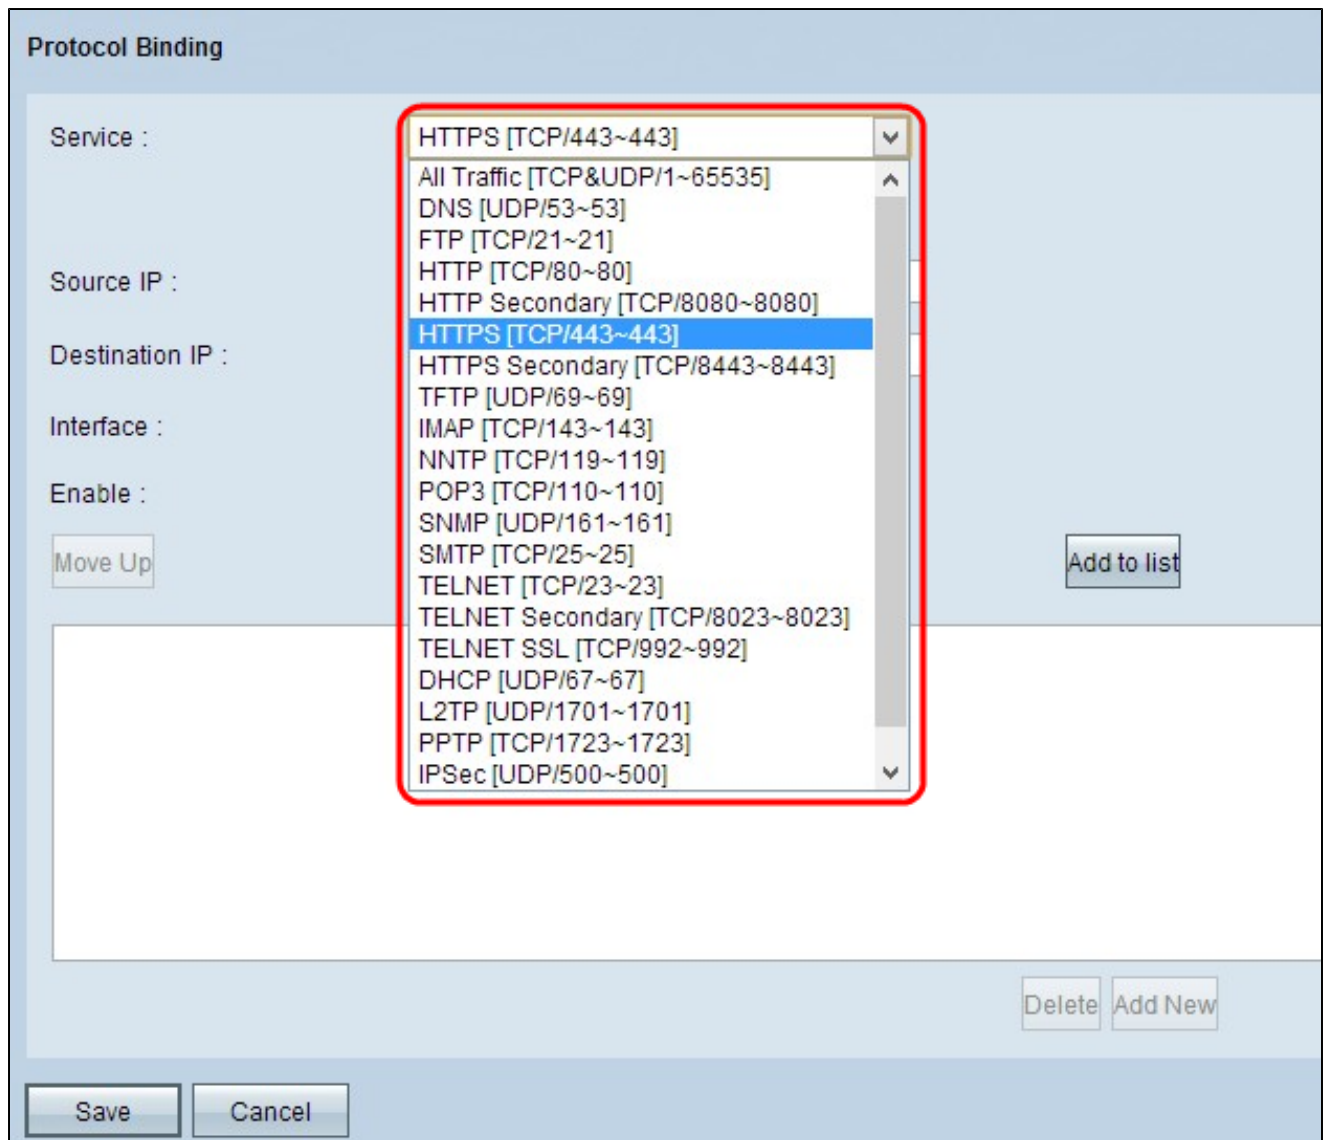 Protocol Binding
Service :
HTTPS [TCP/443~443]
All Traffic [TCP&UDP/1~65535]
DNS [UDP/53~53]
FTP [TCP/21~21]
HTTP [TCP/80~80]
HTTP Secondary [TCP/8080~8080]
HTTPS [TCP/443~443]
HTTPS Secondary [TCP/8443~8443]
TFTP [UDP/69~69]
IMAP [TCP/143~143]
NNTP [TCP/119~119]
POP3 [TCP/110~110]
SNMP [UDP/161~161]
SMTP [TCP/25~25]
TELNET [TCP/23~23]
TELNET Secondary [TCP/8023~8023]
TELNET SSL [TCP/992~992]
DHCP [UDP/67~67]
L2TP [UDP/1701~1701]
PPTP [TCP/1723~1723]
IPSec [UDP/500~500]
Source IP :
Destination IP :
Interface :
Enable :
Move Up
Add to list
Delete
Add New
Save
Cancel